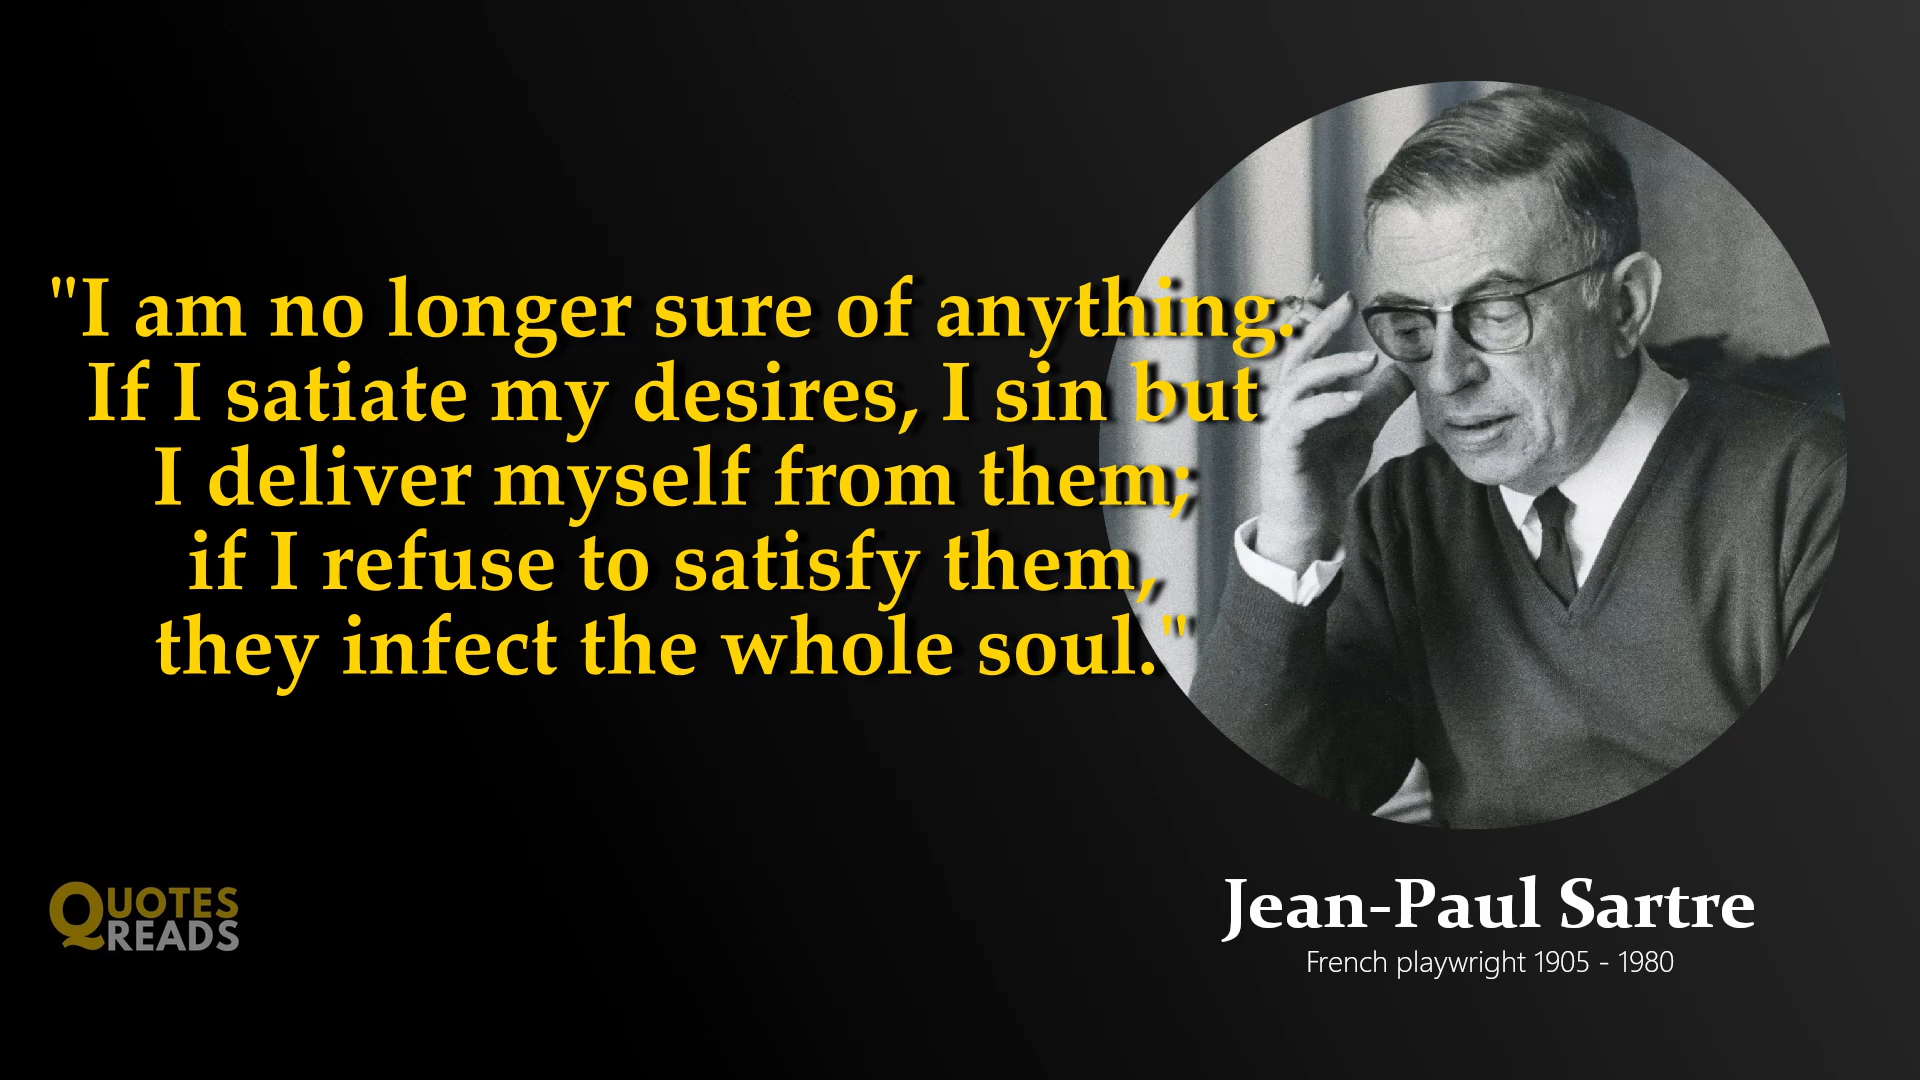 "I am no longer sure of anything.
If I satiate my desires, I sin but
I deliver myself from them;
if I refuse to satisfy them,
they infect the whole soul."
Jean-Paul Sartre
French playwright 1905 - 1980
QUOTES
READS